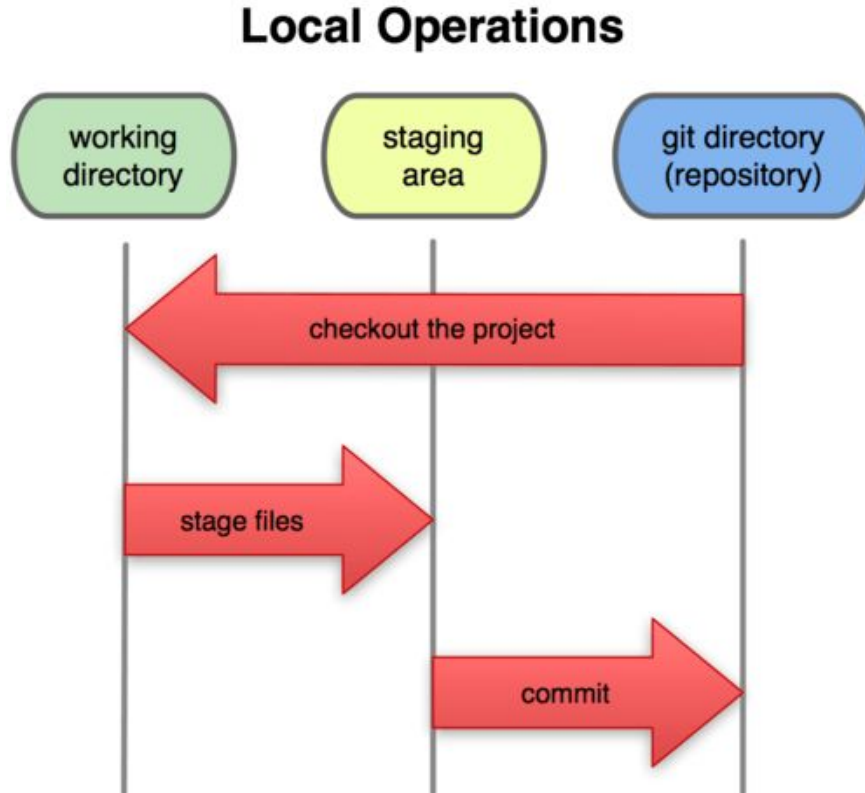 Local Operations
working
directory
staging
area
git directory
(repository)
checkout the project
stage files
commit